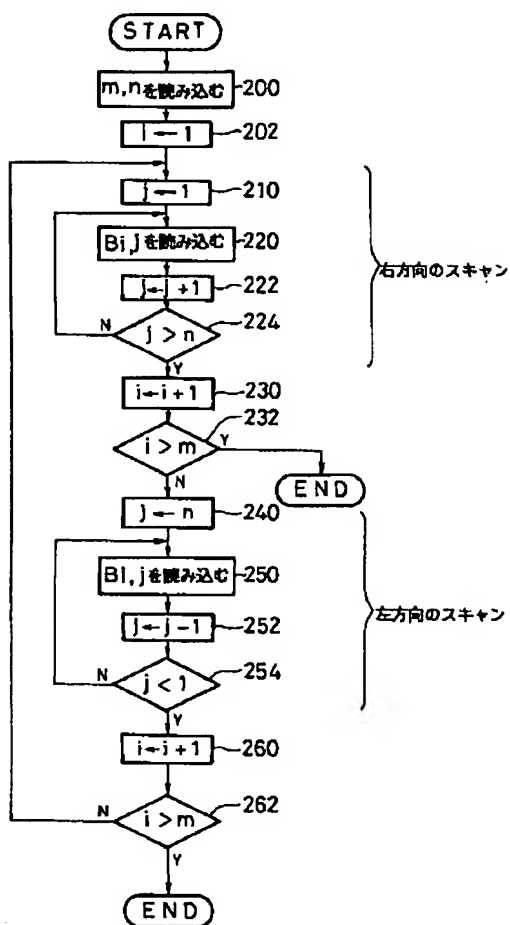 START
m,nを読み込む 200
i ← 1 202
j ← 1 210
Bi,jを読み込む 220
j ← j +1 222
j > n 224
N
Y
右方向のスキャン
i ← i +1 230
i > m 232
Y
N
END
j ← n 240
Bi,jを読み込む 250
j ← j -1 252
j < 1 254
N
Y
左方向のスキャン
i ← i +1 260
i > m 262
N
Y
END